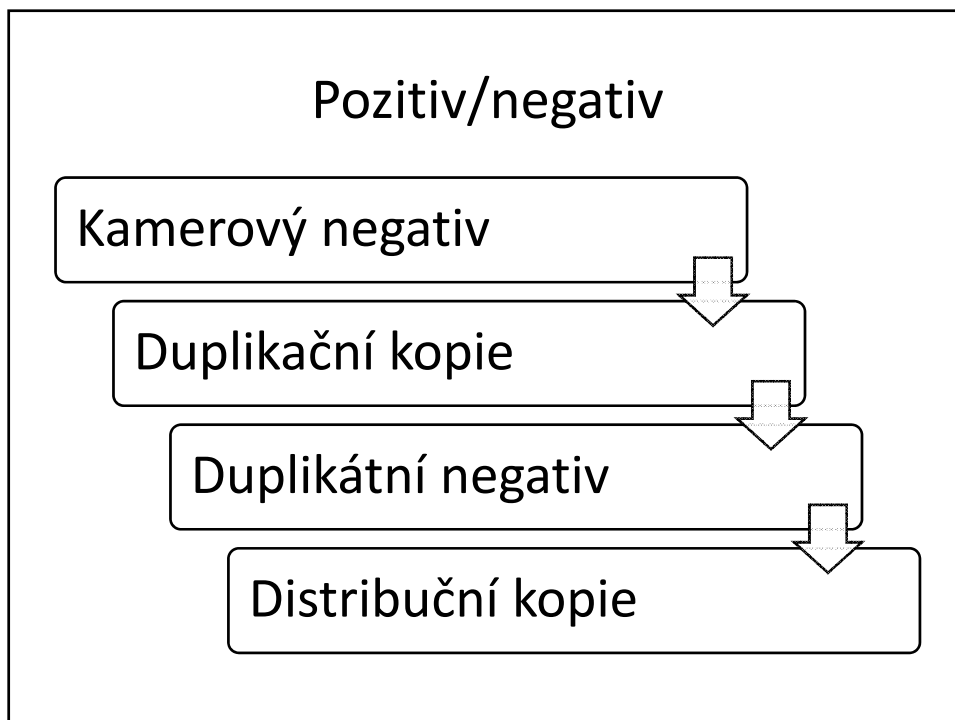 Pozitiv/negativ
Kamerový negativ
Duplikační kopie
Duplikátní negativ
Distribuční kopie